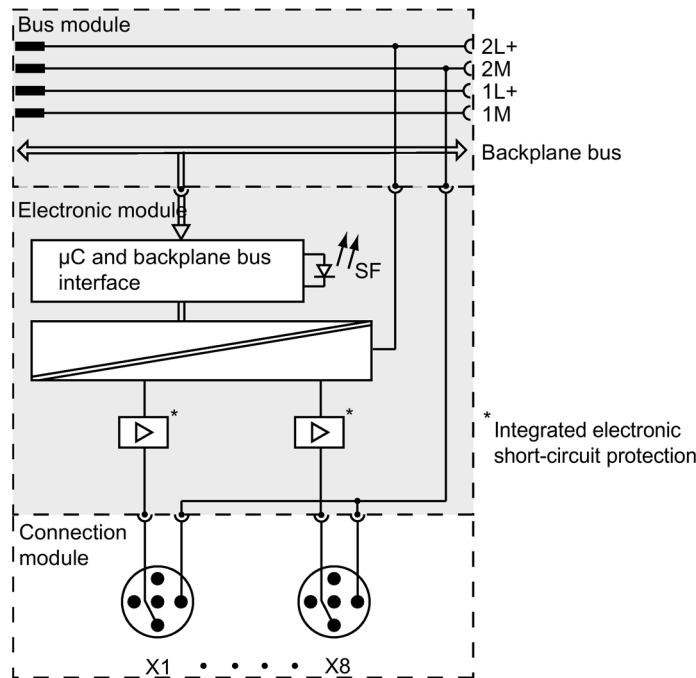 Bus module
2L+
2M
1L+
1M
Backplane bus
Electronic module
µC and backplane bus
interface
SF
*
*
* Integrated electronic
short-circuit protection
Connection
module
X1 • • • • X8